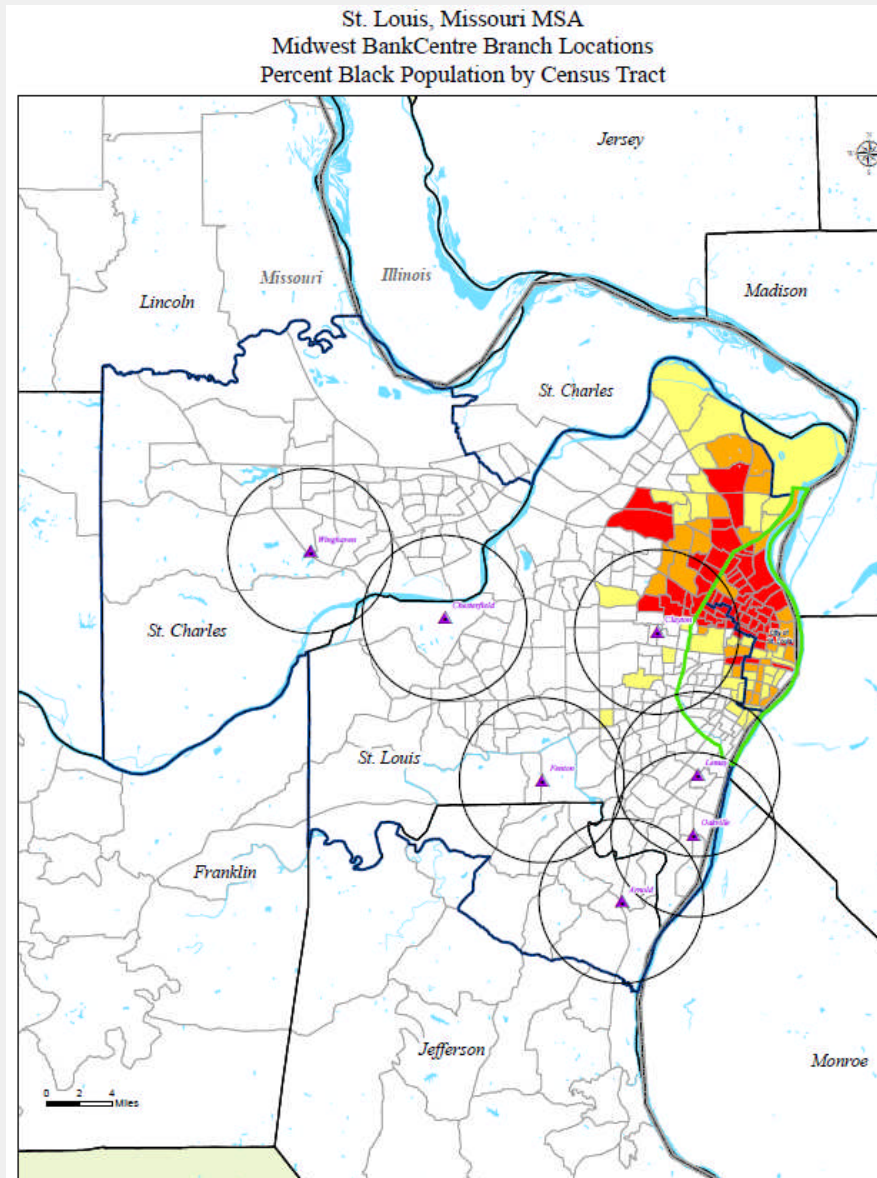 St. Louis, Missouri MSA
Midwest BankCentre Branch Locations
Percent Black Population by Census Tract
Jersey
Missouri
Illinois
Madison
Lincoln
St. Charles
Winghaven
Chesterfield
Clayton
St. Charles
St. Louis
Fenton
Lemay
Oakville
Franklin
Arnold
Jefferson
Monroe
0 2 4
Miles